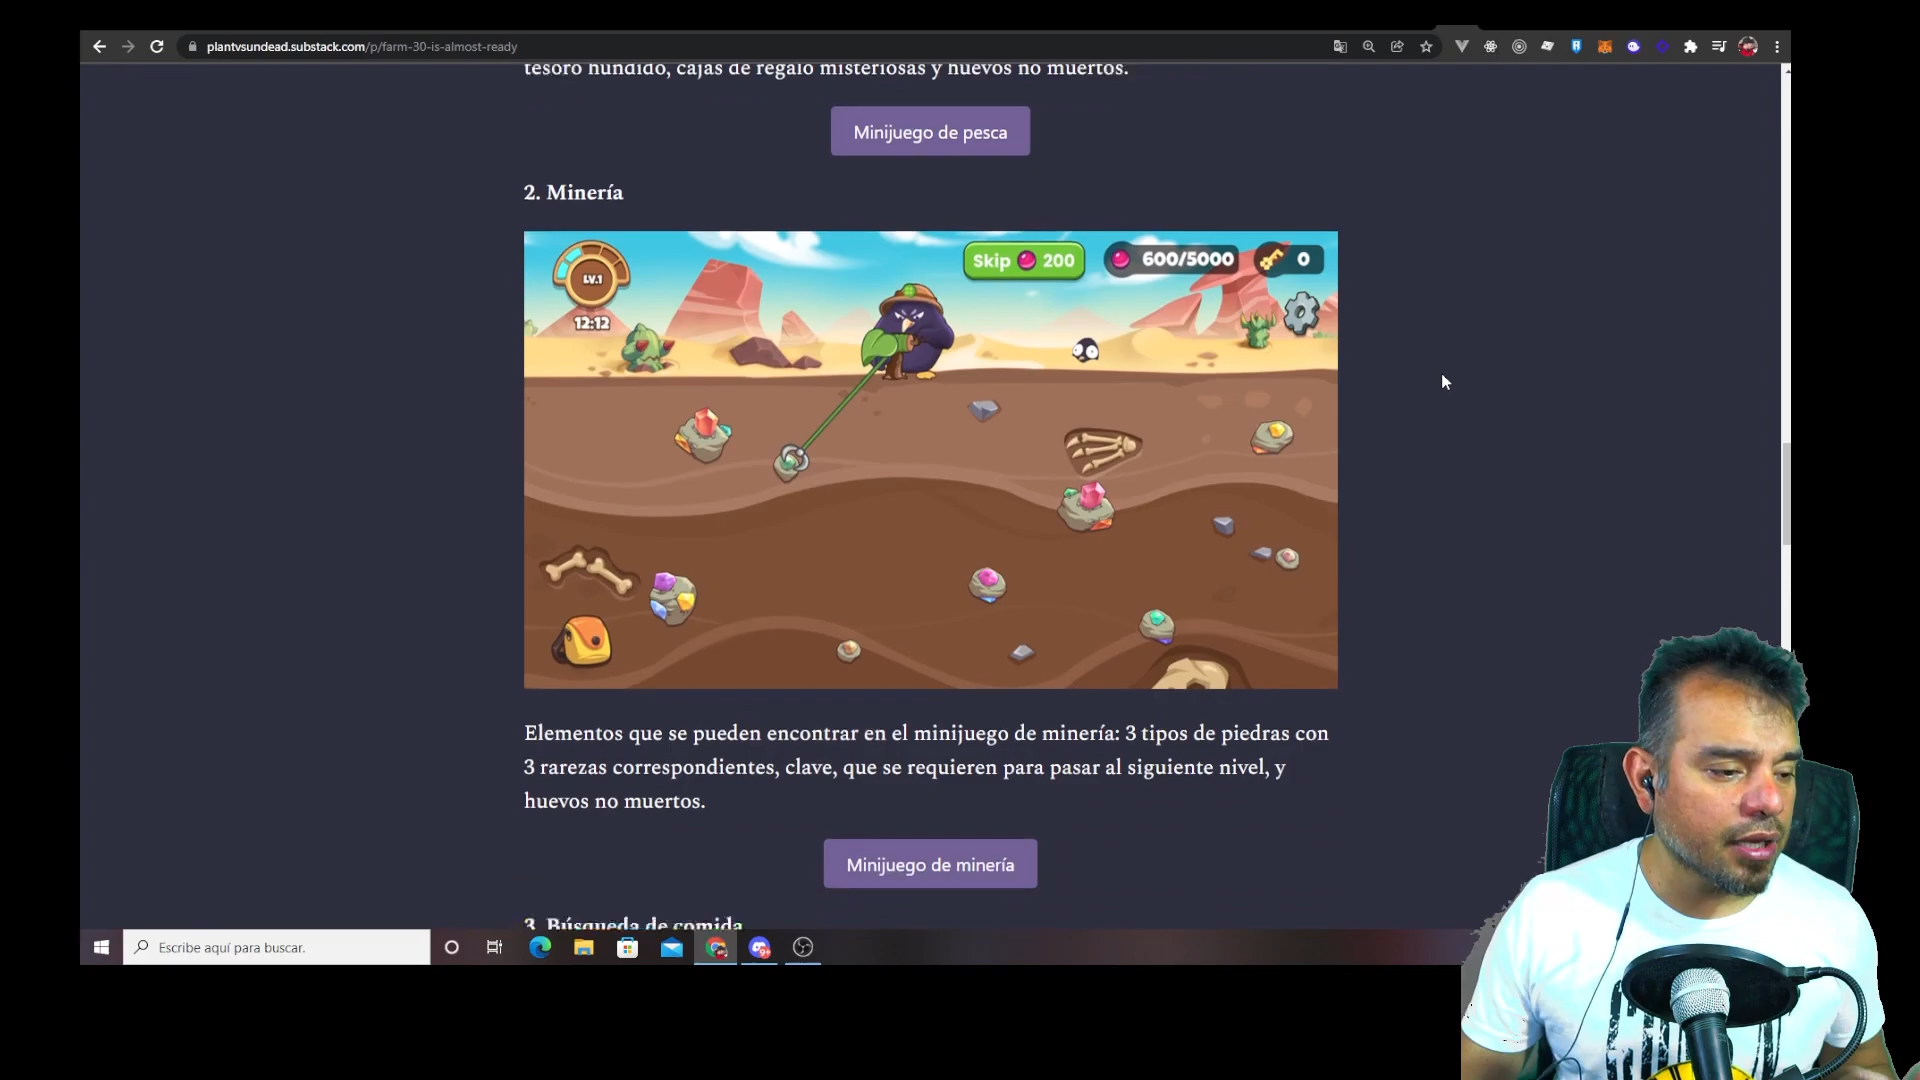 plantvsundead.substack.com/p/farm-30-is-almost-ready
tesoro hundido, cajas de regalo misteriosas y huevos no muertos.
Minijuego de pesca
2. Minería
LV.1
12:12
Skip 200
600/5000
0
Elementos que se pueden encontrar en el minijuego de minería: 3 tipos de piedras con
3 rarezas correspondientes, clave, que se requieren para pasar al siguiente nivel, y
huevos no muertos.
Minijuego de minería
3. Búsqueda de comida
Escribe aquí para buscar.